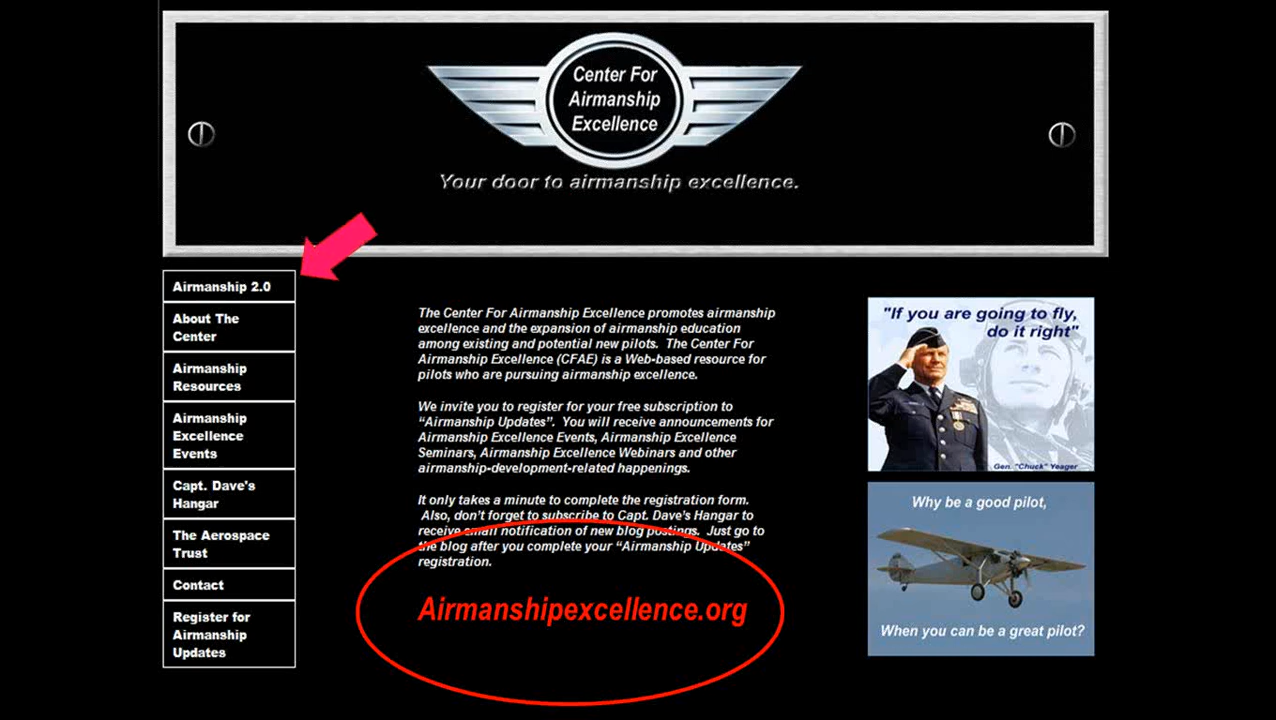 Center For
Airmanship
Excellence
Your door to airmanship excellence.
Airmanship 2.0
About The
Center
Airmanship
Resources
Airmanship
Excellence
Events
Capt. Dave's
Hangar
The Aerospace
Trust
Contact
Register for
Airmanship
Updates
The Center For Airmanship Excellence promotes airmanship
excellence and the expansion of airmanship education
among existing and potential new pilots.  The Center For
Airmanship Excellence (CFAE) is a Web-based resource for
pilots who are pursuing airmanship excellence.
We invite you to register for your free subscription to
“Airmanship Updates”.  You will receive announcements for
Airmanship Excellence Events, Airmanship Excellence
Seminars, Airmanship Excellence Webinars and other
airmanship-development-related happenings.
It only takes a minute to complete the registration form.
Also, don’t forget to subscribe to Capt. Dave’s Hangar to
receive email notification of new blog postings.  Just go to
the blog after you complete your “Airmanship Updates”
registration.
Airmanshipexcellence.org
"If you are going to fly,
do it right"
Gen. "Chuck" Yeager
Why be a good pilot,
When you can be a great pilot?